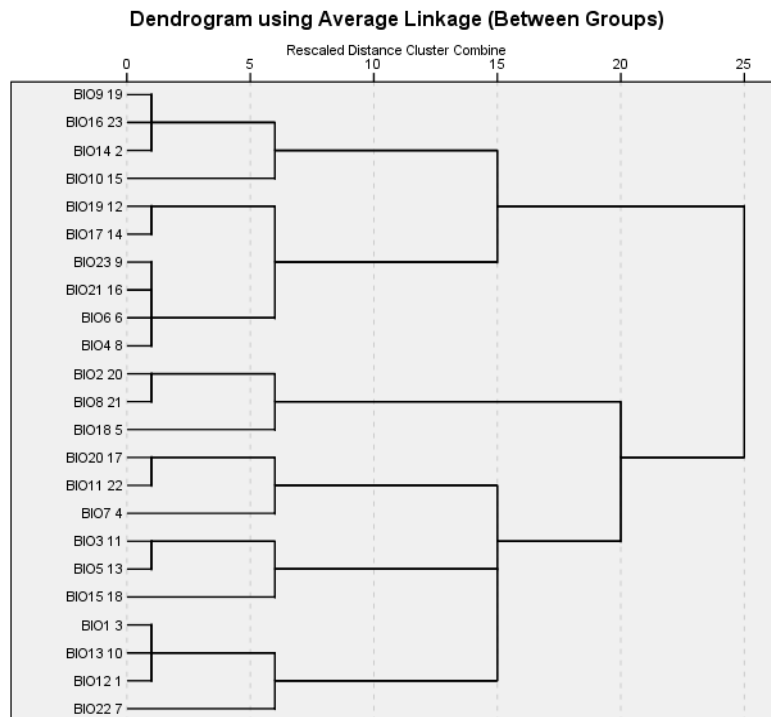 Dendrogram using Average Linkage (Between Groups)
Rescaled Distance Cluster Combine
0 5 10 15 20 25
BIO9 19
BIO16 23
BIO14 2
BIO10 15
BIO19 12
BIO17 14
BIO23 9
BIO21 16
BIO6 6
BIO4 8
BIO2 20
BIO8 21
BIO18 5
BIO20 17
BIO11 22
BIO7 4
BIO3 11
BIO5 13
BIO15 18
BIO1 3
BIO13 10
BIO12 1
BIO22 7